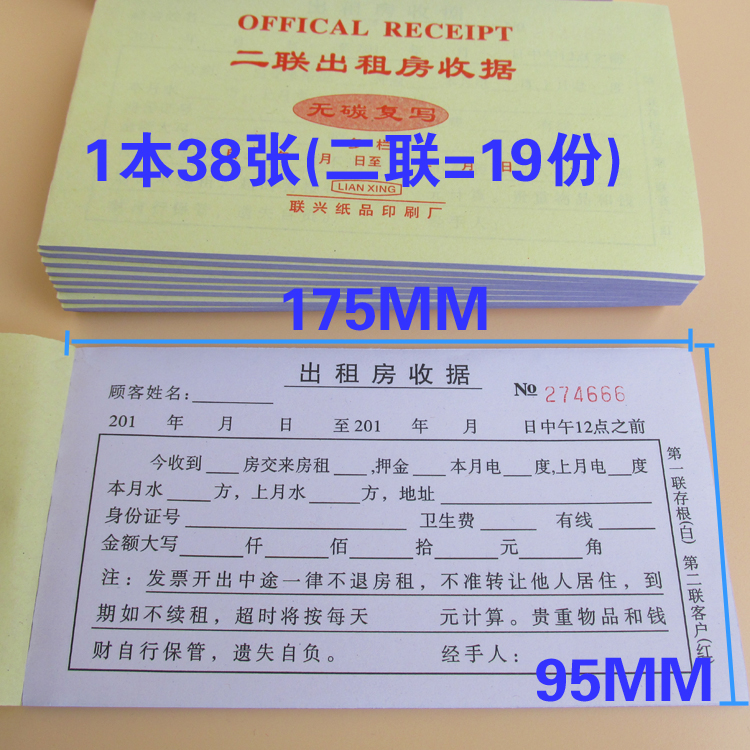 OFFICAL RECEIPT
二联出租房收据
无碳复写
1本38张(二联=19份)
月 日至 月 日
LIAN XING
联兴纸品印刷厂
175MM
出租房收据
顾客姓名：
№ 274666
201 年 月 日 至201 年 月 日中午12点之前
今收到 房交来房租 ,押金 本月电 度,上月电 度
本月水 方，上月水 方，地址
身份证号 卫生费 有线
金额大写 仟 佰 拾 元 角
注：发票开出中途一律不退房租，不准转让他人居住，到
期如不续租，超时将按每天 元计算。贵重物品和钱
财自行保管，遗失自负。 经手人：
第一联存根(白) 第二联客户(红)
95MM